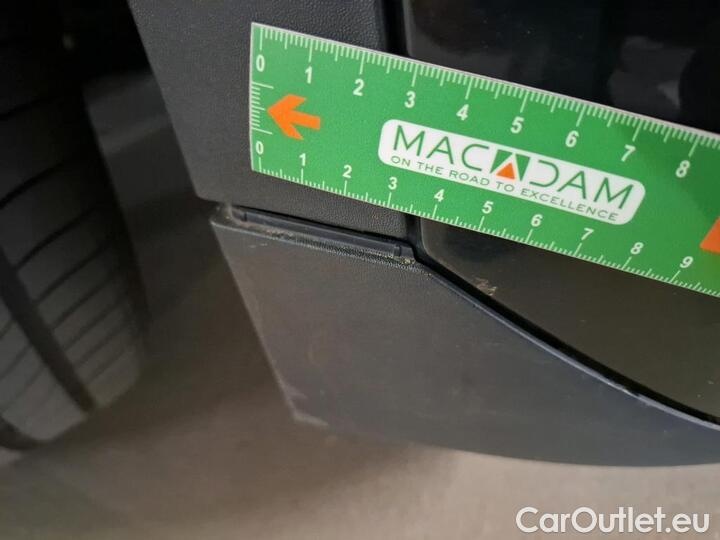 0 1 2 3 4 5 6 7 8
MACADAM
ON THE ROAD TO EXCELLENCE
0 1 2 3 4 5 6 7 8 9
CarOutlet.eu